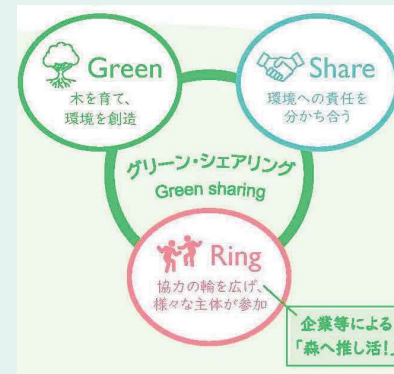 Green
木を育て、
環境を創造
Share
環境への責任を
分かち合う
グリーン・シェアリング
Green sharing
Ring
協力の輪を広げ、
様々な主体が参加
企業等による
「森へ推し活!」